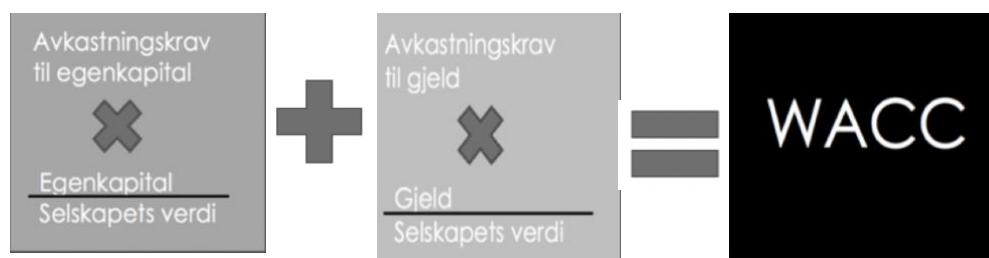 Avkastningskrav
til egenkapital
Egenkapital
Selskapets verdi
Avkastningskrav
til gjeld
Gjeld
Selskapets verdi
WACC